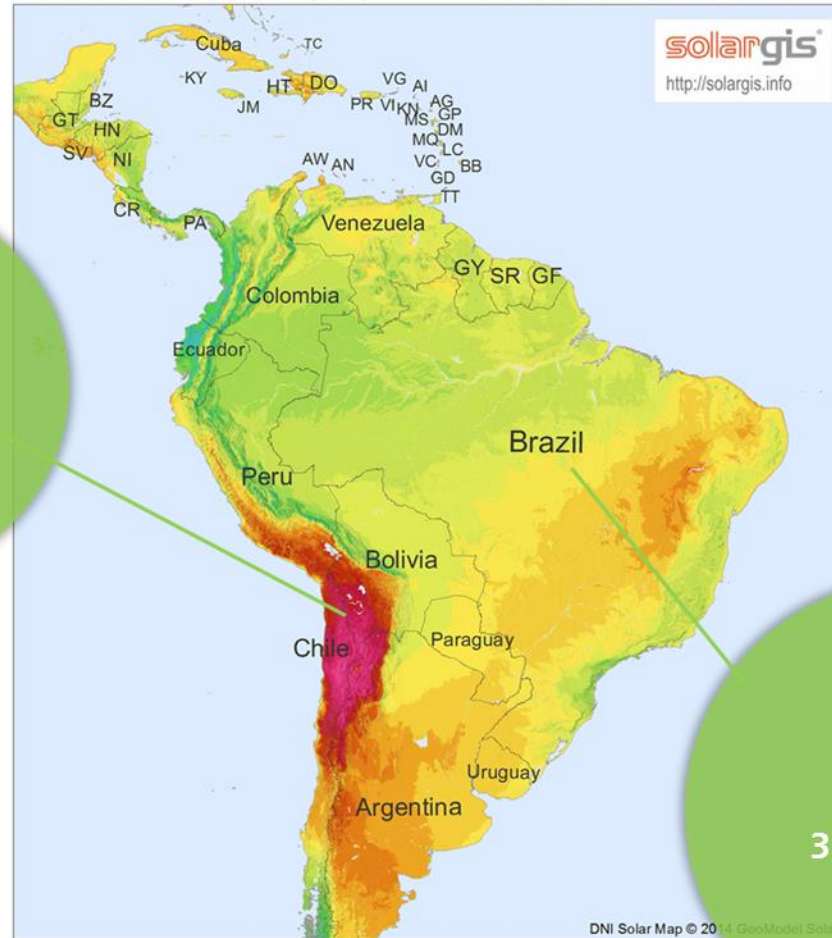 solargis
http://solargis.info
Cuba
TC
KY
HT
DO
JM
PR
VG
VI
AI
KN
AG
MS
GP
DM
MQ
LC
VC
BB
GD
TT
AW
AN
BZ
GT
HN
SV
NI
CR
PA
Venezuela
GY
SR
GF
Colombia
Ecuador
Brazil
Peru
Bolivia
Chile
Paraguay
Uruguay
Argentina
3
DNI Solar Map © 2014 GeoModel